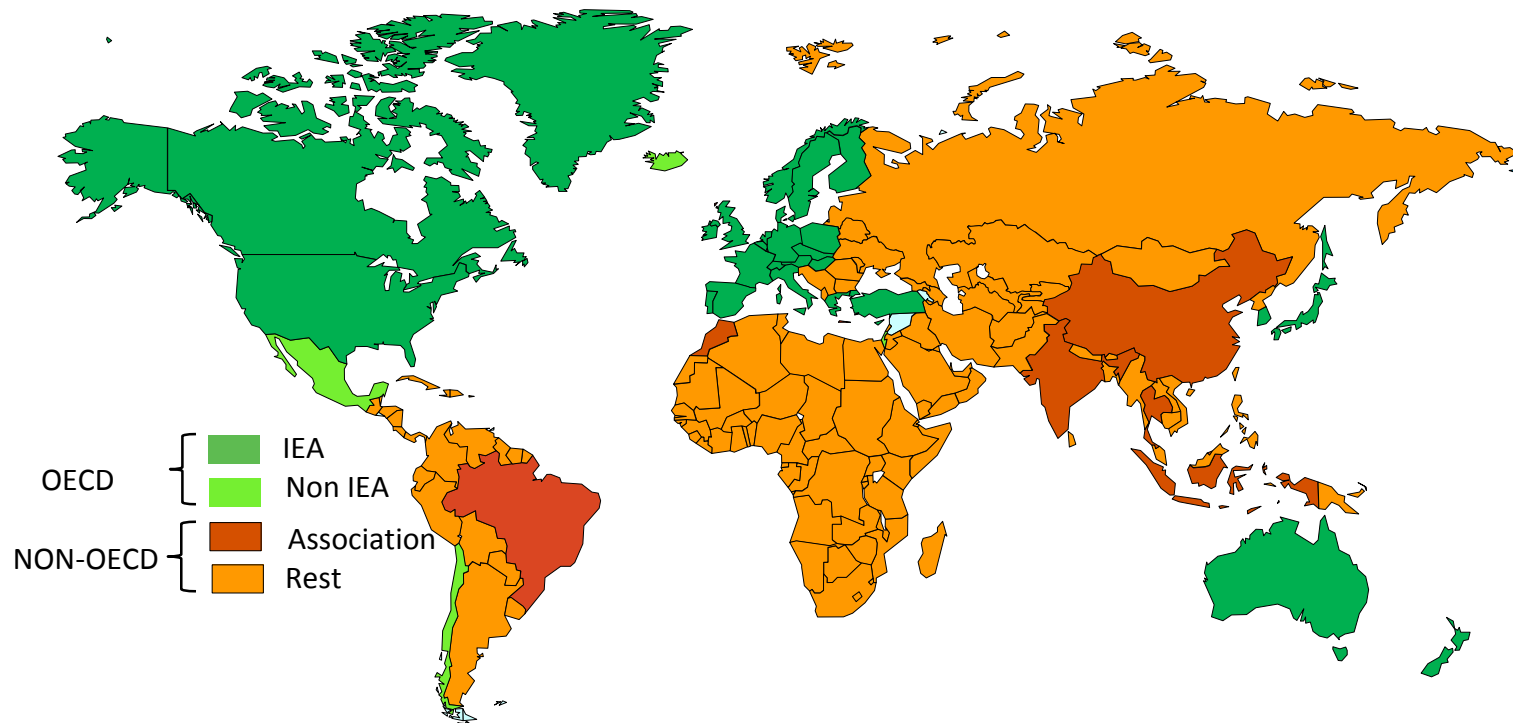 OECD
IEA
Non IEA
NON-OECD
Association
Rest